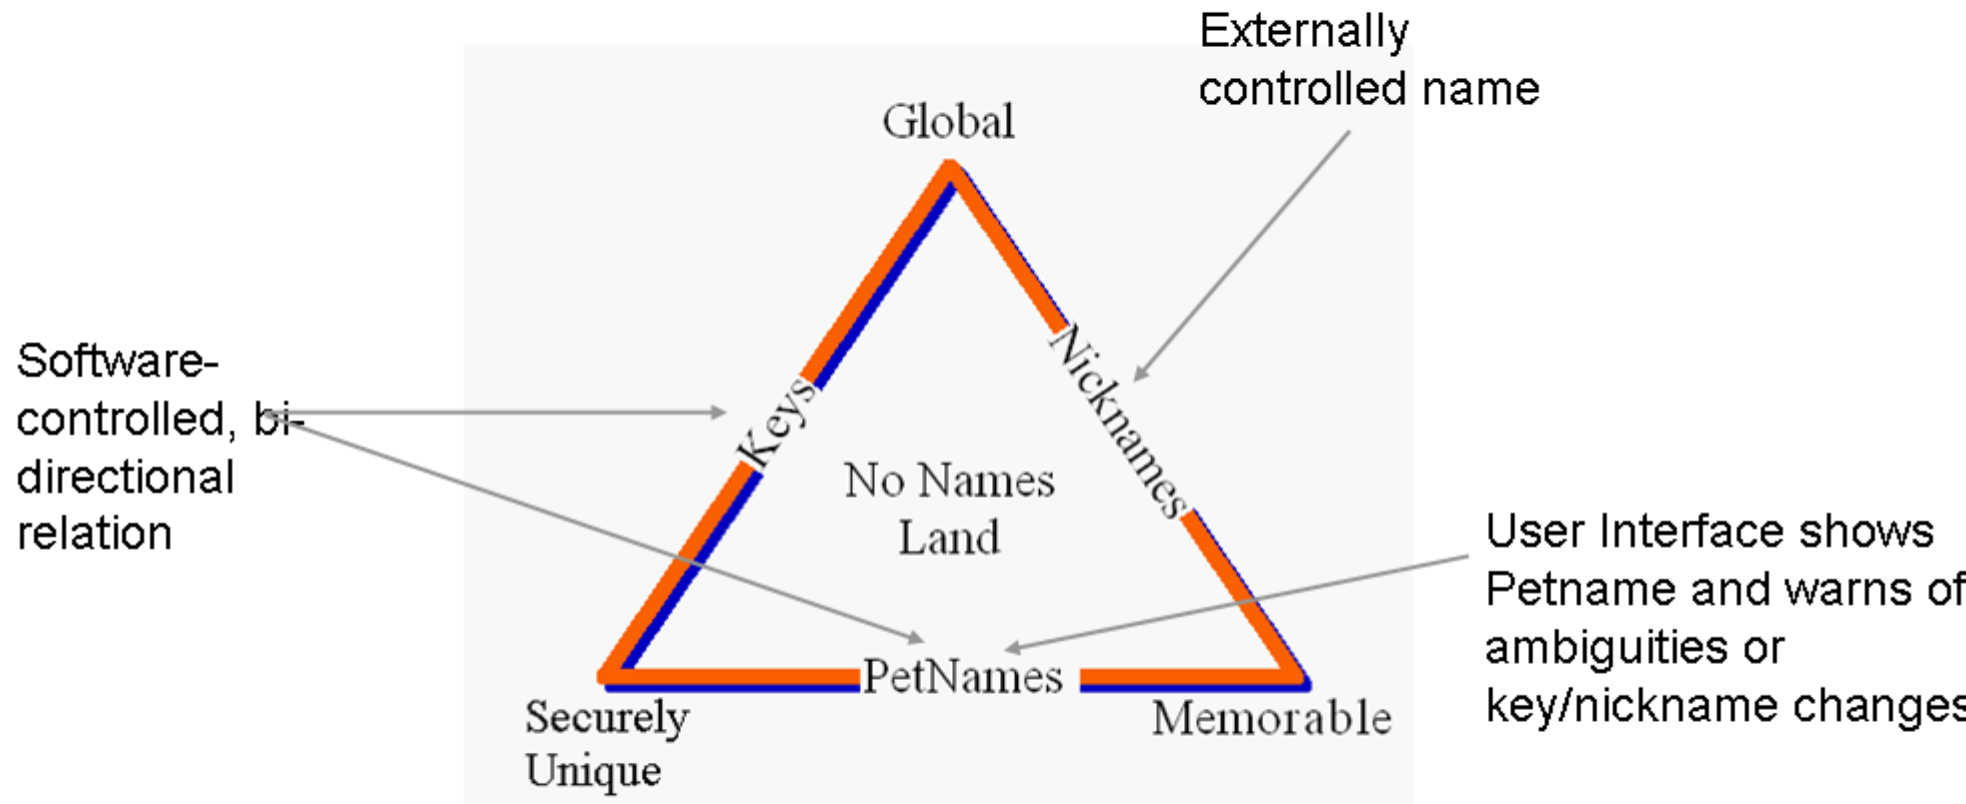 Externally
controlled name
Global
Nicknames
Software-
controlled, bi-
directional
relation
Keys
No Names
Land
User Interface shows
Petname and warns of
ambiguities or
key/nickname changes
PetNames
Securely
Unique
Memorable